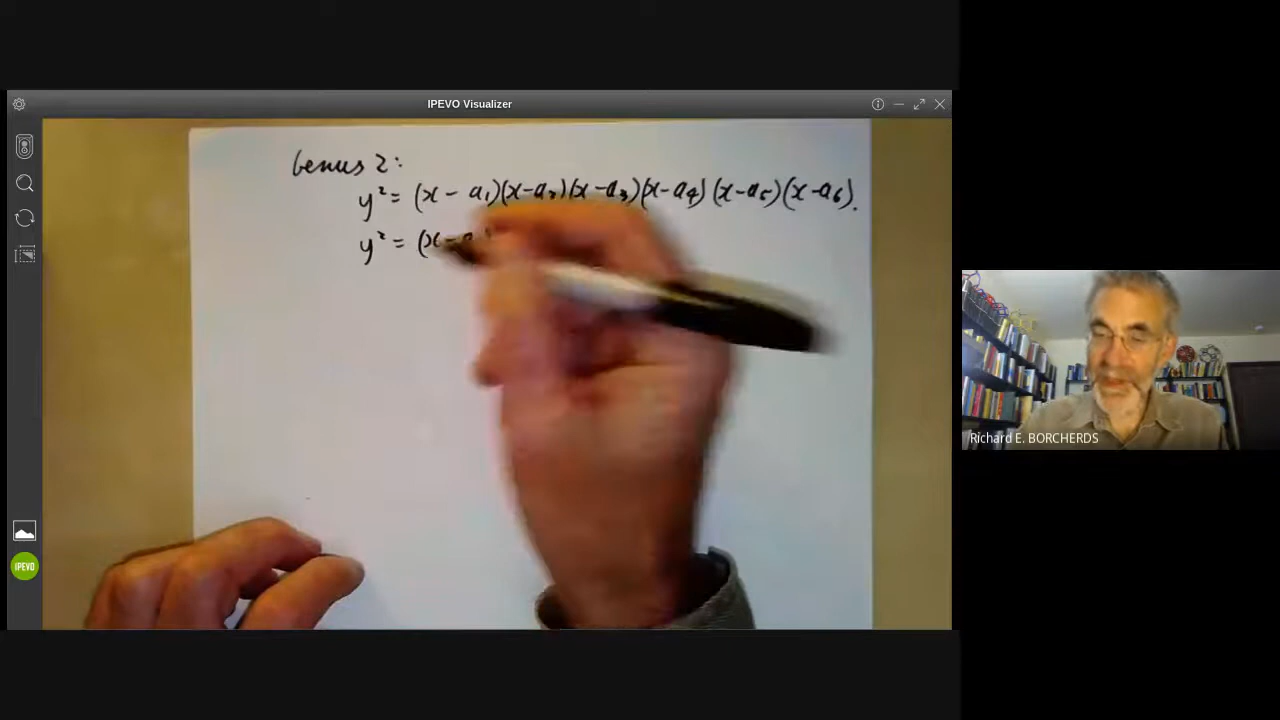 IPEVO Visualizer
Genus 2:
y² = (x - a₁)(x-a₂)(x-a₃)(x-a₄)(x-a₅)(x-a₆).
y² = (x-a
Richard E. BORCHERDS
IPEVO